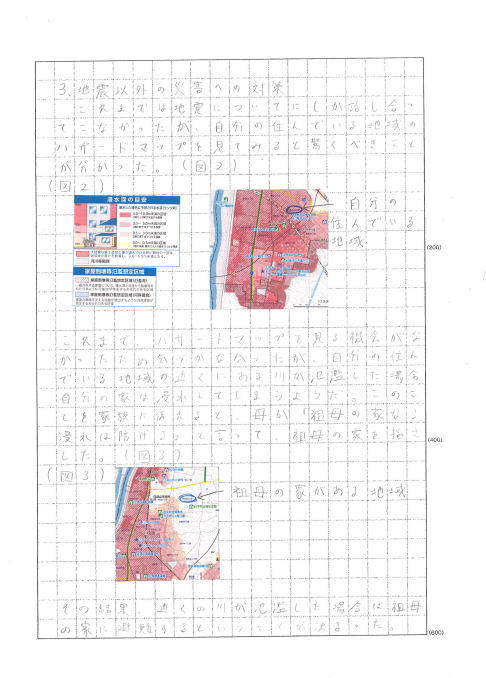 3、地震以外の災害への対策
これまでは地震についてにしか話し合っ
てこなかったが、自分の住んでいる地域の
ハザードマップを見てみると驚くべきこと
が分かった。(図2)
(図2)
浸水深の目安
家屋倒壊等氾濫想定区域
自分の
住んでいる
地域
(200)
これまで、ハザードマップを見る機会がな
かったため気づかなかったが、自分の住ん
でいる地域の近くにある川が氾濫した場合
自分の家は浸水してしまうようだ。このこ
とを家族に伝えると、母が「祖母の家なら
浸水は防げる」と言って、祖母の家を指さ
した。(図3)
(400)
(図3)
祖母の家がある地域
その結果、近くの川が氾濫した場合は祖母
の家に避難するということが決まった。
(600)